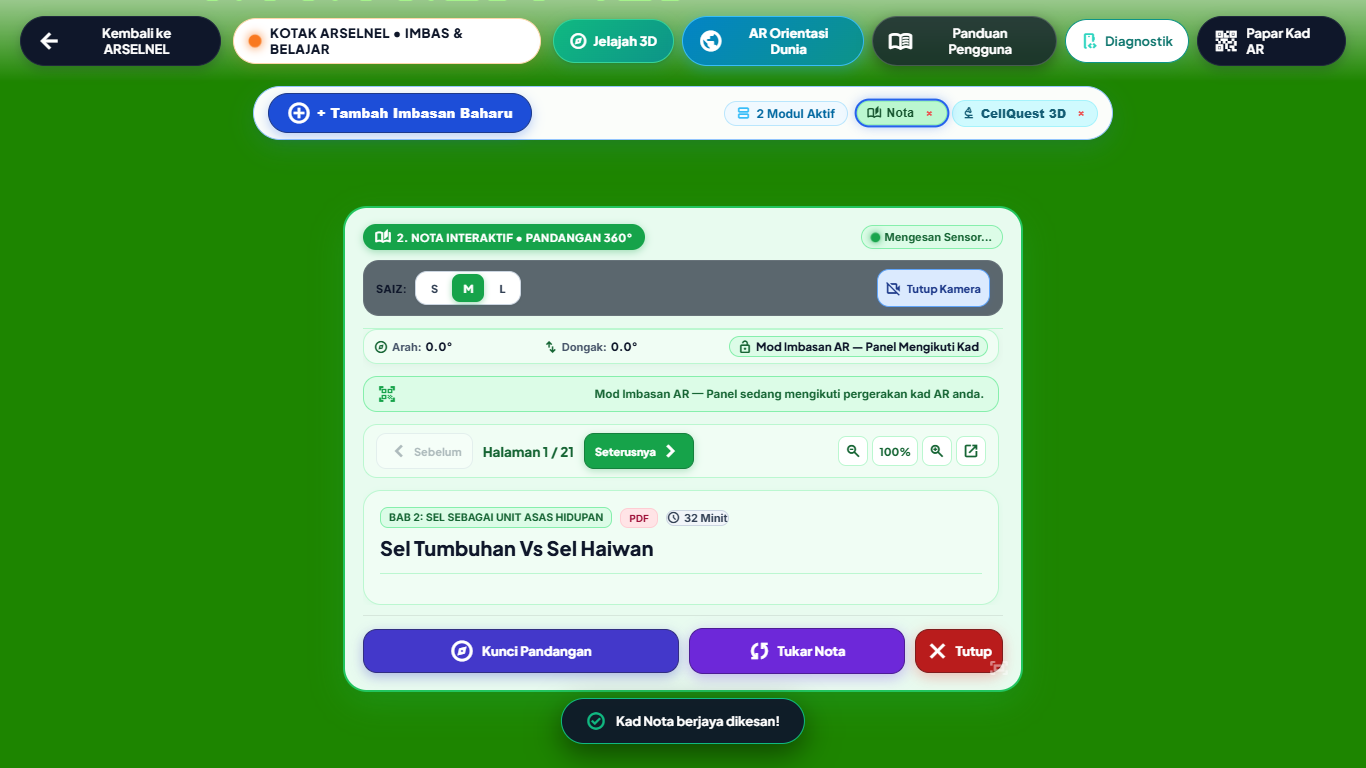 Kembali ke
ARSELNEL
KOTAK ARSELNEL ● IMBAS &
BELAJAR
Jelajah 3D
AR Orientasi
Dunia
Panduan
Pengguna
Diagnostik
Papar Kad
AR
+ Tambah Imbasan Baharu
2 Modul Aktif
Nota ×
CellQuest 3D ×
2. NOTA INTERAKTIF ● PANDANGAN 360°
Mengesan Sensor...
SAIZ: S M L
Tutup Kamera
Arah: 0.0°
Dongak: 0.0°
Mod Imbasan AR — Panel Mengikuti Kad
Mod Imbasan AR — Panel sedang mengikuti pergerakan kad AR anda.
Sebelum
Halaman 1 / 21
Seterusnya
100%
BAB 2: SEL SEBAGAI UNIT ASAS HIDUPAN
PDF
32 Minit
Sel Tumbuhan Vs Sel Haiwan
Kunci Pandangan
Tukar Nota
Tutup
Kad Nota berjaya dikesan!